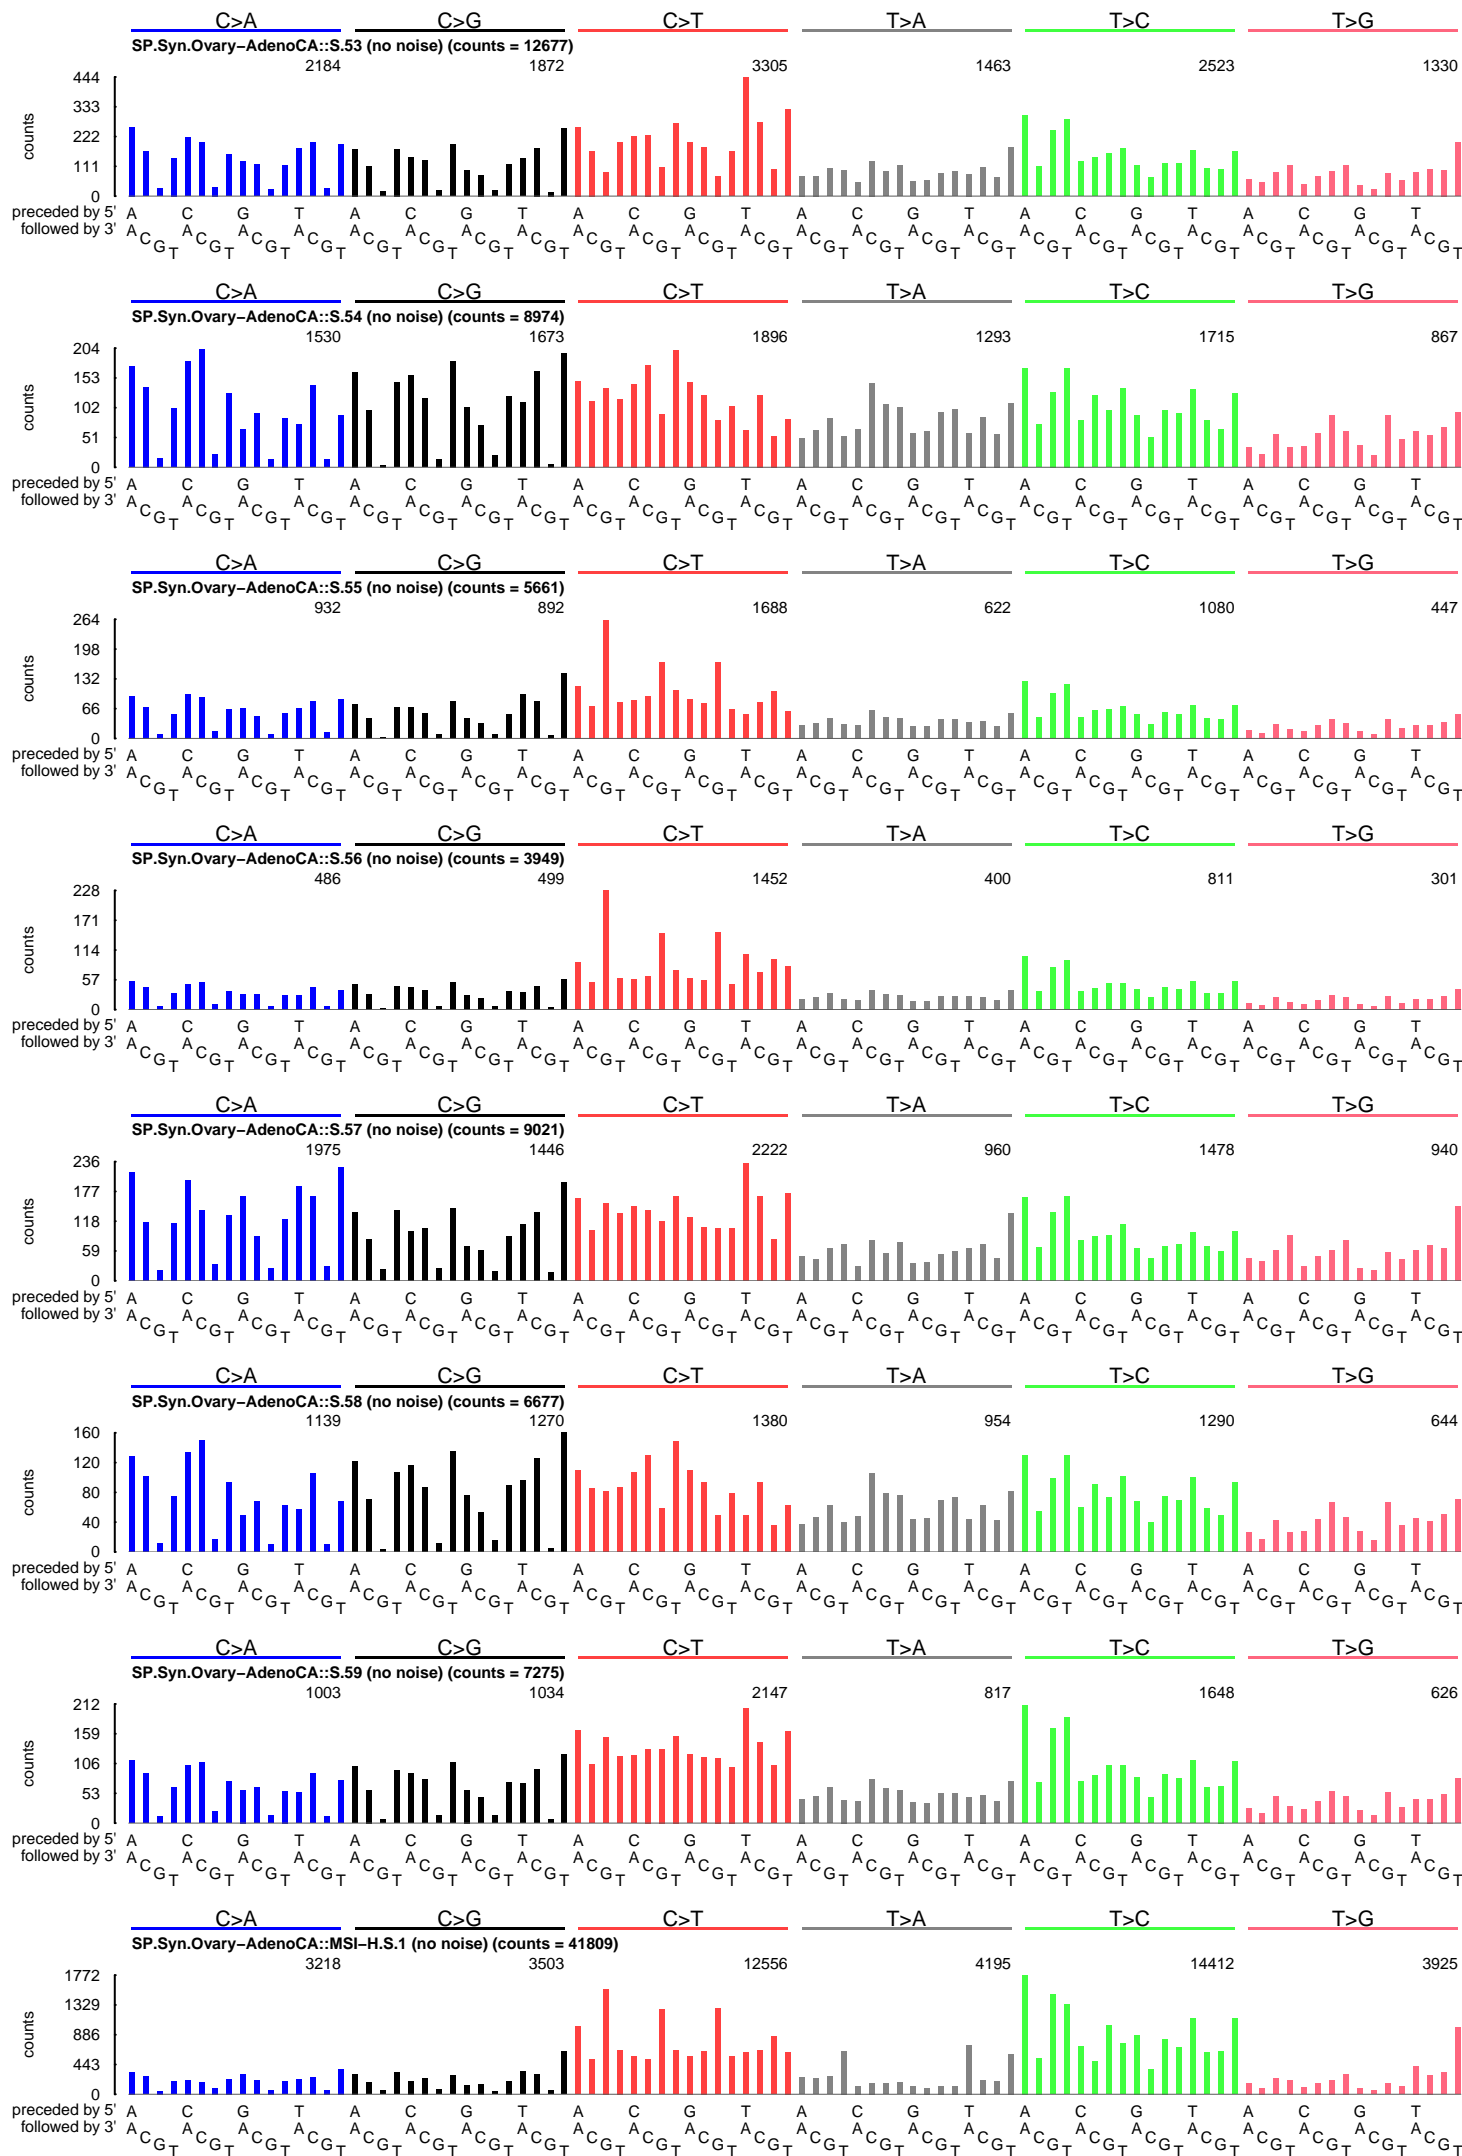 C>A C>G C>T T>A T>C T>G
SP.Syn.Ovary−AdenoCA::S.53 (no noise) (counts = 12677)
2184 1872 3305 1463 2523 1330
444
333
222
111
0
counts
preceded by 5' A C G T A C G T A C G T A C G T A C G T A C G T
followed by 3' A C G T A C G T A C G T A C G T A C G T A C G T A C G T A C G T A C G T A C G T A C G T A C G T A C G T A C G T A C G T A C G T A C G T A C G T A C G T A C G T A C G T A C G T A C G T A C G T
C>A C>G C>T T>A T>C T>G
SP.Syn.Ovary−AdenoCA::S.54 (no noise) (counts = 8974)
1530 1673 1896 1293 1715 867
204
153
102
51
0
counts
preceded by 5' A C G T A C G T A C G T A C G T A C G T A C G T
followed by 3' A C G T A C G T A C G T A C G T A C G T A C G T A C G T A C G T A C G T A C G T A C G T A C G T A C G T A C G T A C G T A C G T A C G T A C G T A C G T A C G T A C G T A C G T A C G T A C G T
C>A C>G C>T T>A T>C T>G
SP.Syn.Ovary−AdenoCA::S.55 (no noise) (counts = 5661)
932 892 1688 622 1080 447
264
198
132
66
0
counts
preceded by 5' A C G T A C G T A C G T A C G T A C G T A C G T
followed by 3' A C G T A C G T A C G T A C G T A C G T A C G T A C G T A C G T A C G T A C G T A C G T A C G T A C G T A C G T A C G T A C G T A C G T A C G T A C G T A C G T A C G T A C G T A C G T A C G T
C>A C>G C>T T>A T>C T>G
SP.Syn.Ovary−AdenoCA::S.56 (no noise) (counts = 3949)
486 499 1452 400 811 301
228
171
114
57
0
counts
preceded by 5' A C G T A C G T A C G T A C G T A C G T A C G T
followed by 3' A C G T A C G T A C G T A C G T A C G T A C G T A C G T A C G T A C G T A C G T A C G T A C G T A C G T A C G T A C G T A C G T A C G T A C G T A C G T A C G T A C G T A C G T A C G T A C G T
C>A C>G C>T T>A T>C T>G
SP.Syn.Ovary−AdenoCA::S.57 (no noise) (counts = 9021)
1975 1446 2222 960 1478 940
236
177
118
59
0
counts
preceded by 5' A C G T A C G T A C G T A C G T A C G T A C G T
followed by 3' A C G T A C G T A C G T A C G T A C G T A C G T A C G T A C G T A C G T A C G T A C G T A C G T A C G T A C G T A C G T A C G T A C G T A C G T A C G T A C G T A C G T A C G T A C G T A C G T
C>A C>G C>T T>A T>C T>G
SP.Syn.Ovary−AdenoCA::S.58 (no noise) (counts = 6677)
1139 1270 1380 954 1290 644
160
120
80
40
0
counts
preceded by 5' A C G T A C G T A C G T A C G T A C G T A C G T
followed by 3' A C G T A C G T A C G T A C G T A C G T A C G T A C G T A C G T A C G T A C G T A C G T A C G T A C G T A C G T A C G T A C G T A C G T A C G T A C G T A C G T A C G T A C G T A C G T A C G T
C>A C>G C>T T>A T>C T>G
SP.Syn.Ovary−AdenoCA::S.59 (no noise) (counts = 7275)
1003 1034 2147 817 1648 626
212
159
106
53
0
counts
preceded by 5' A C G T A C G T A C G T A C G T A C G T A C G T
followed by 3' A C G T A C G T A C G T A C G T A C G T A C G T A C G T A C G T A C G T A C G T A C G T A C G T A C G T A C G T A C G T A C G T A C G T A C G T A C G T A C G T A C G T A C G T A C G T A C G T
C>A C>G C>T T>A T>C T>G
SP.Syn.Ovary−AdenoCA::MSI−H.S.1 (no noise) (counts = 41809)
3218 3503 12556 4195 14412 3925
1772
1329
886
443
0
counts
preceded by 5' A C G T A C G T A C G T A C G T A C G T A C G T
followed by 3' A C G T A C G T A C G T A C G T A C G T A C G T A C G T A C G T A C G T A C G T A C G T A C G T A C G T A C G T A C G T A C G T A C G T A C G T A C G T A C G T A C G T A C G T A C G T A C G T